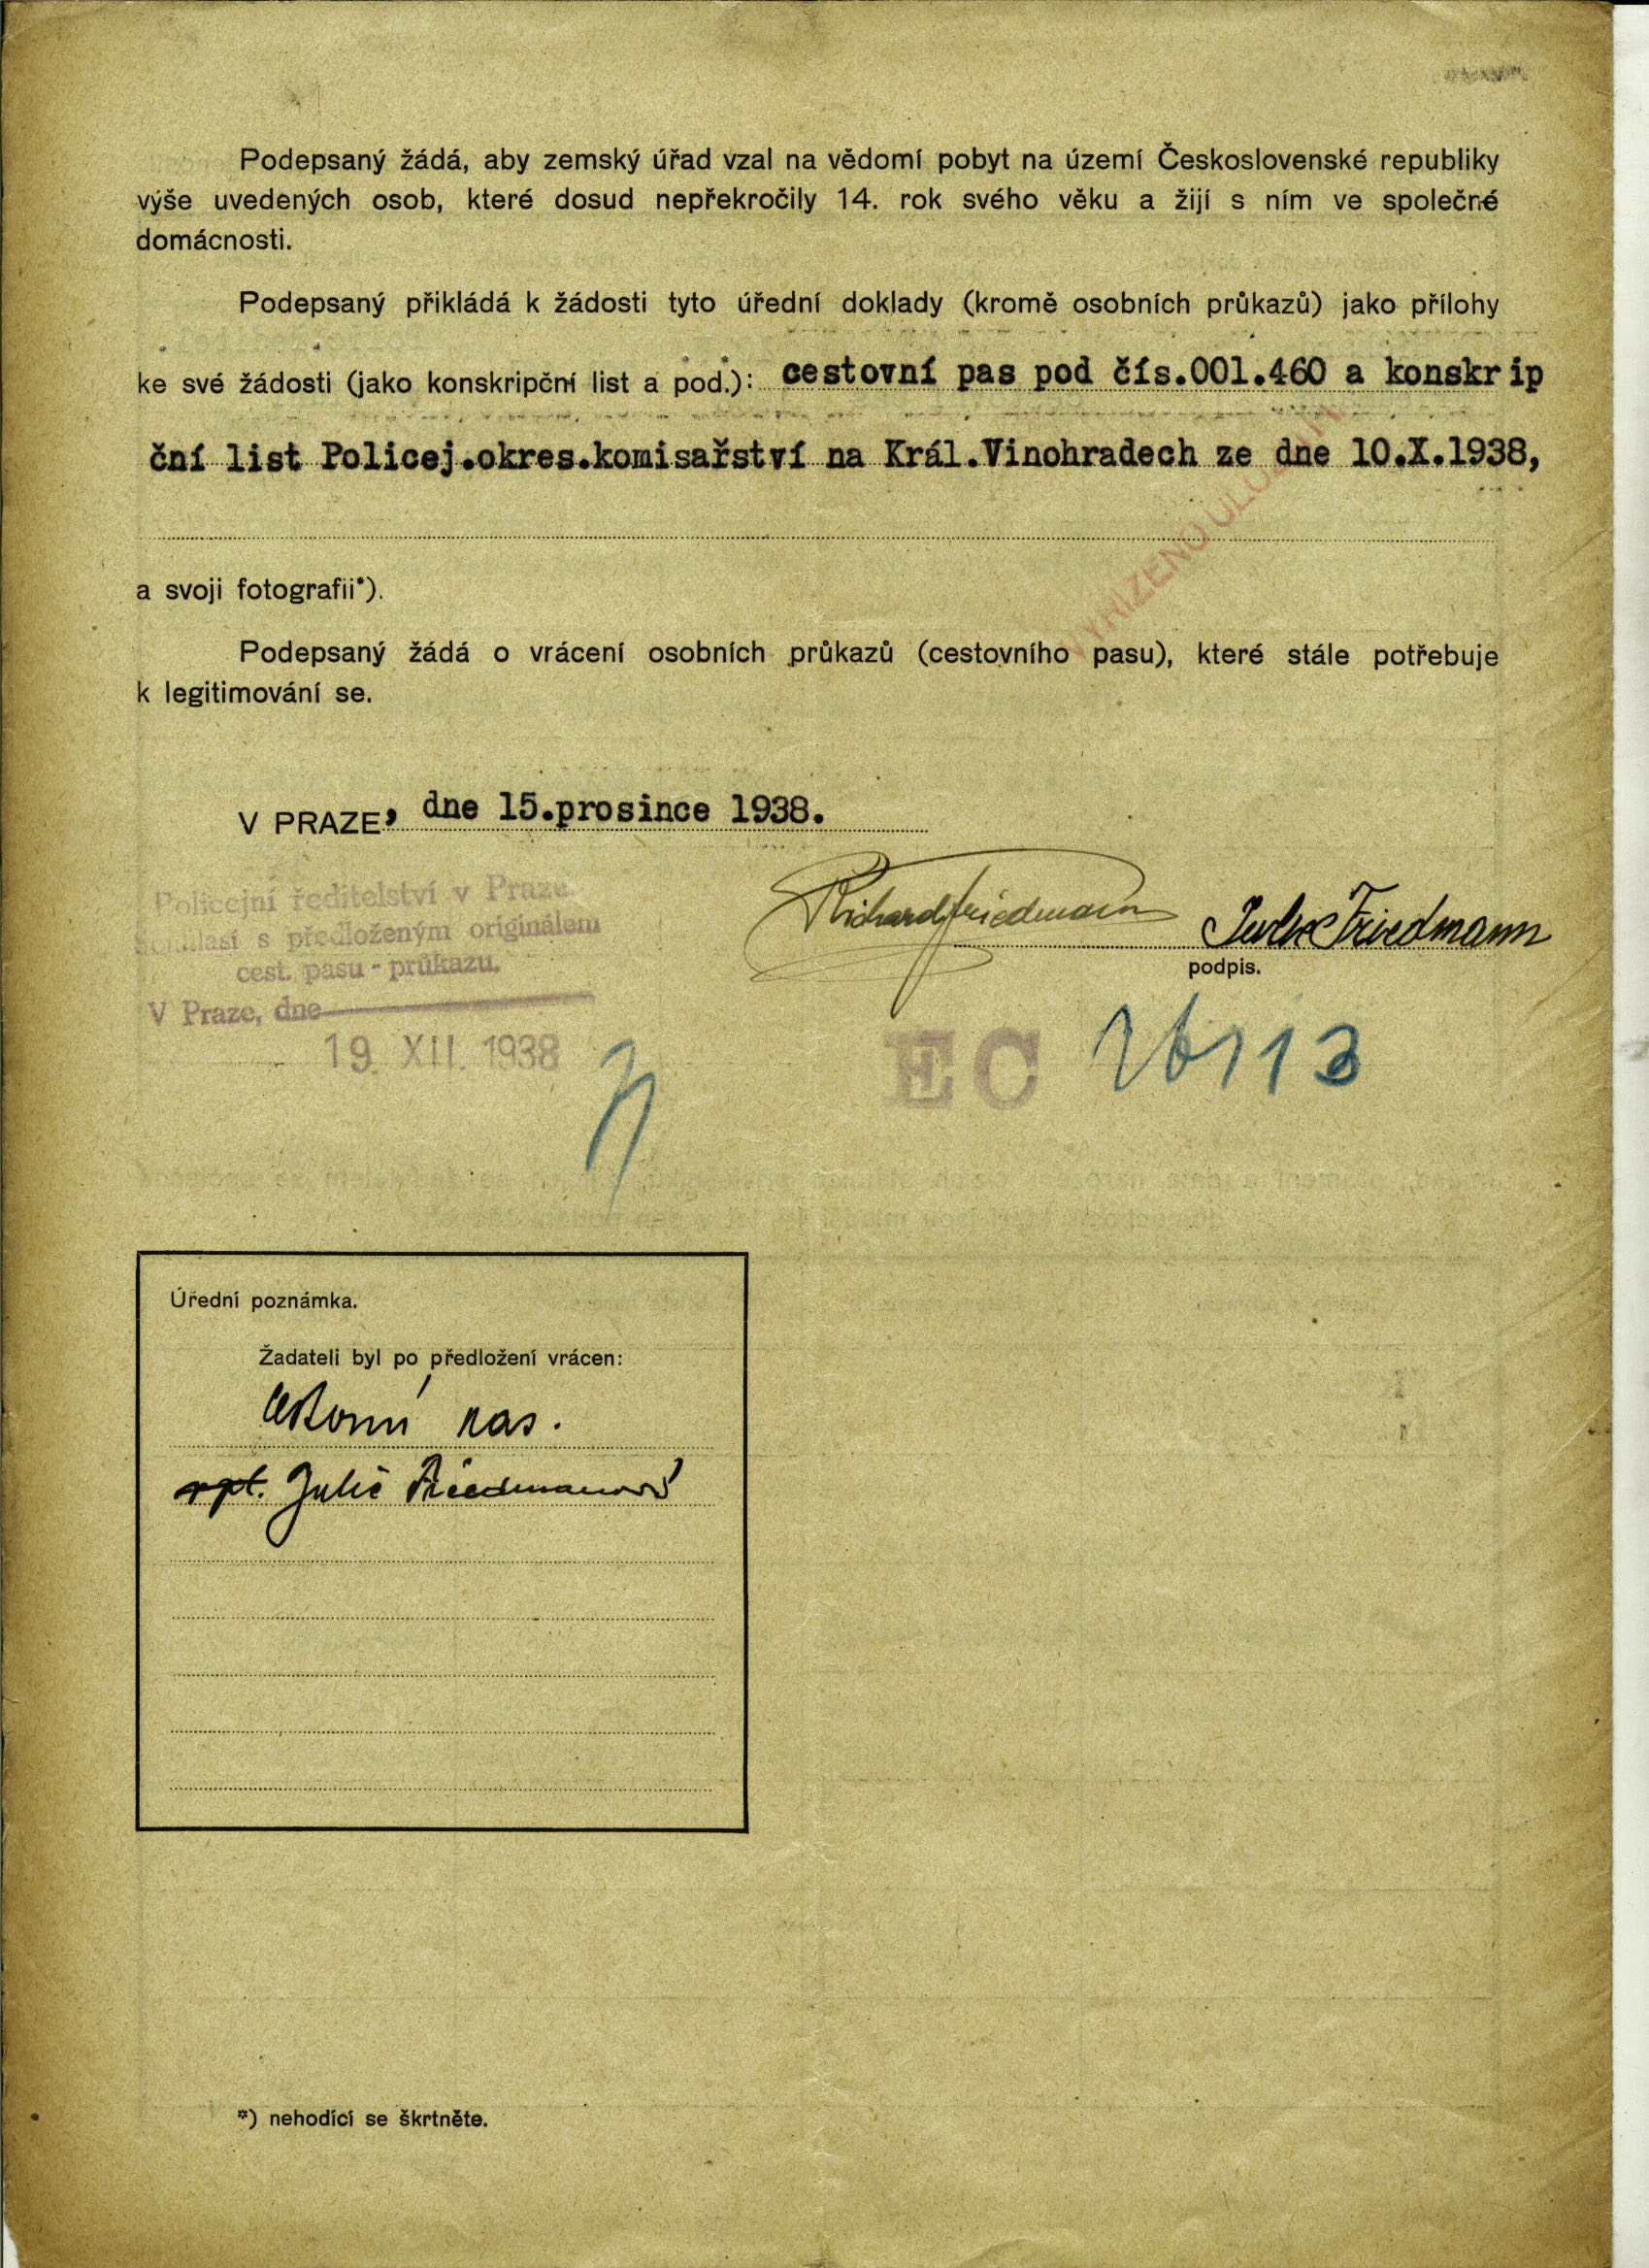 Podepsaný žádá, aby zemský úřad vzal na vědomí pobyt na území Československé republiky
výše uvedených osob, které dosud nepřekročily 14. rok svého věku a žijí s ním ve společné
domácnosti.
Podepsaný přikládá k žádosti tyto úřední doklady (kromě osobních průkazů) jako přílohy
ke své žádosti (jako konskripční list a pod.): cestovní pas pod čís.001.460 a konskrip
ční list Policej.okres.komisařství na Král.Vinohradech ze dne 10.X.1938,
VYŘÍZENO
a svoji fotografii*).
Podepsaný žádá o vrácení osobních průkazů (cestovního pasu), které stále potřebuje
k legitimování se.
V PRAZE, dne 15.prosince 1938.
Richard Friedmann Julie Friedmann
podpis.
Policejní ředitelství v Praze
Souhlasí s předloženým originálem
cest. pasu - průkazu.
V Praze, dne
19. XII. 1938
EC 26113
Úřední poznámka.
Žadateli byl po předložení vrácen:
cestovní pas.
Julie Friedmanová
*) nehodící se škrtněte.